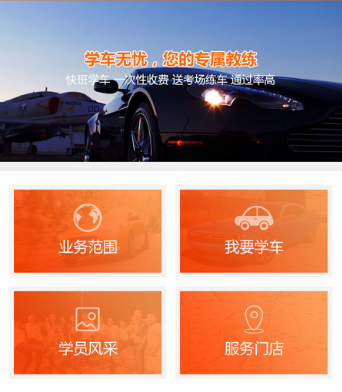 学车无忧，您的专属教练
快班学车 一次性收费 送考场练车 通过率高
业务范围
我要学车
学员风采
服务门店